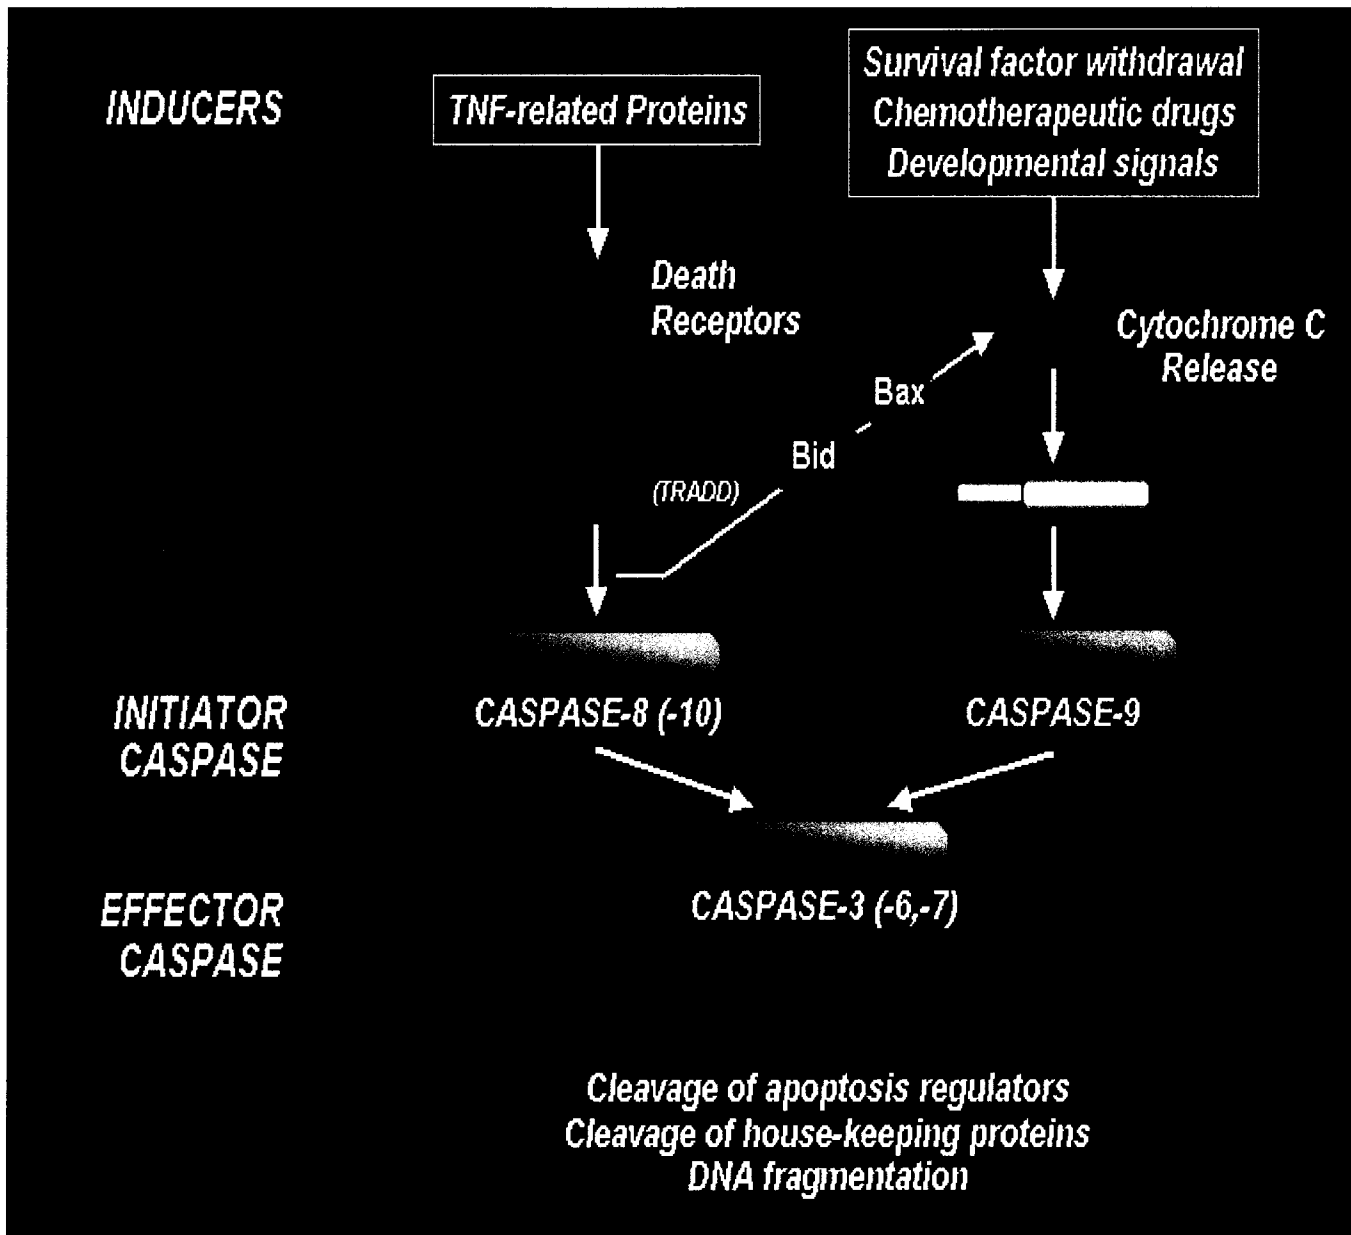 INDUCERS
TNF-related Proteins
Survival factor withdrawal
Chemotherapeutic drugs
Developmental signals
Death
Receptors
Cytochrome C
Release
Bax
Bid
(TRADD)
INITIATOR
CASPASE
CASPASE-8 (-10)
CASPASE-9
EFFECTOR
CASPASE
CASPASE-3 (-6,-7)
Cleavage of apoptosis regulators
Cleavage of house-keeping proteins
DNA fragmentation